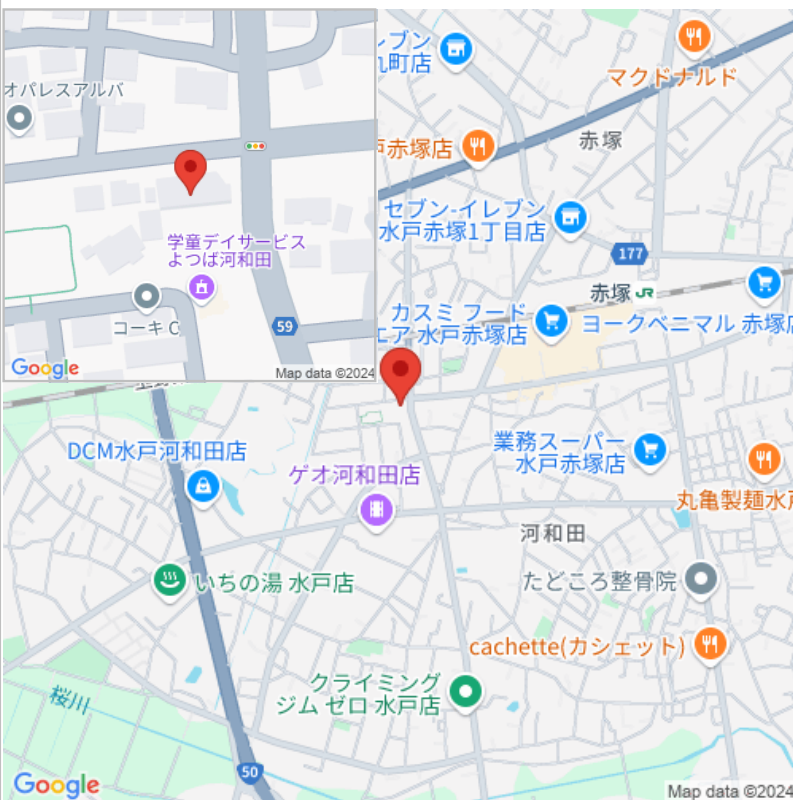 オパレスアルバ
学童デイサービス
よつば河和田
コーキ C
59
Google
Map data ©2024
レブン
九町店
マクドナルド
赤塚
戸赤塚店
セブン-イレブン
水戸赤塚1丁目店
177
赤塚 JR
カスミ フード
エア 水戸赤塚店
ヨークベニマル 赤塚店
DCM水戸河和田店
業務スーパー
水戸赤塚店
ゲオ河和田店
丸亀製麺水戸
河和田
いちの湯 水戸店
たどころ整骨院
cachette(カシェット)
クライミング
ジム ゼロ 水戸店
桜川
50
Google
Map data ©2024